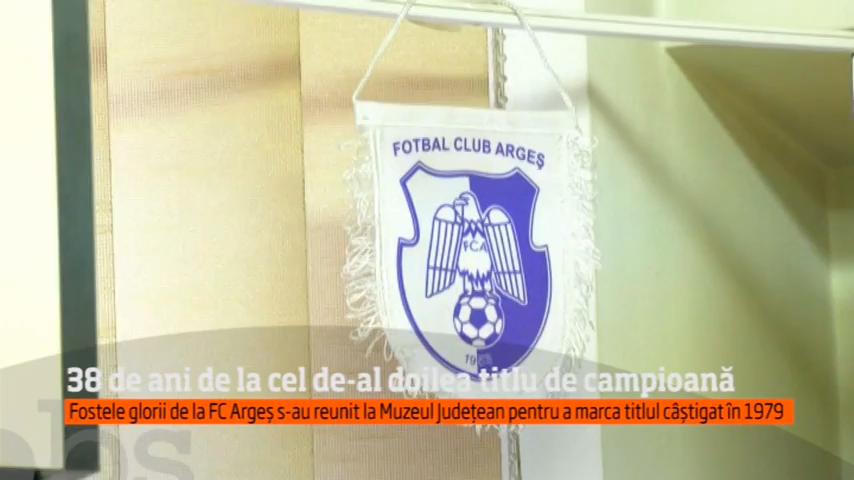 FOTBAL CLUB ARGEȘ
FCA
38 de ani de la cel de-al doilea titlu de campioană
Fostele glorii de la FC Argeș s-au reunit la Muzeul Județean pentru a marca titlul câștigat în 1979